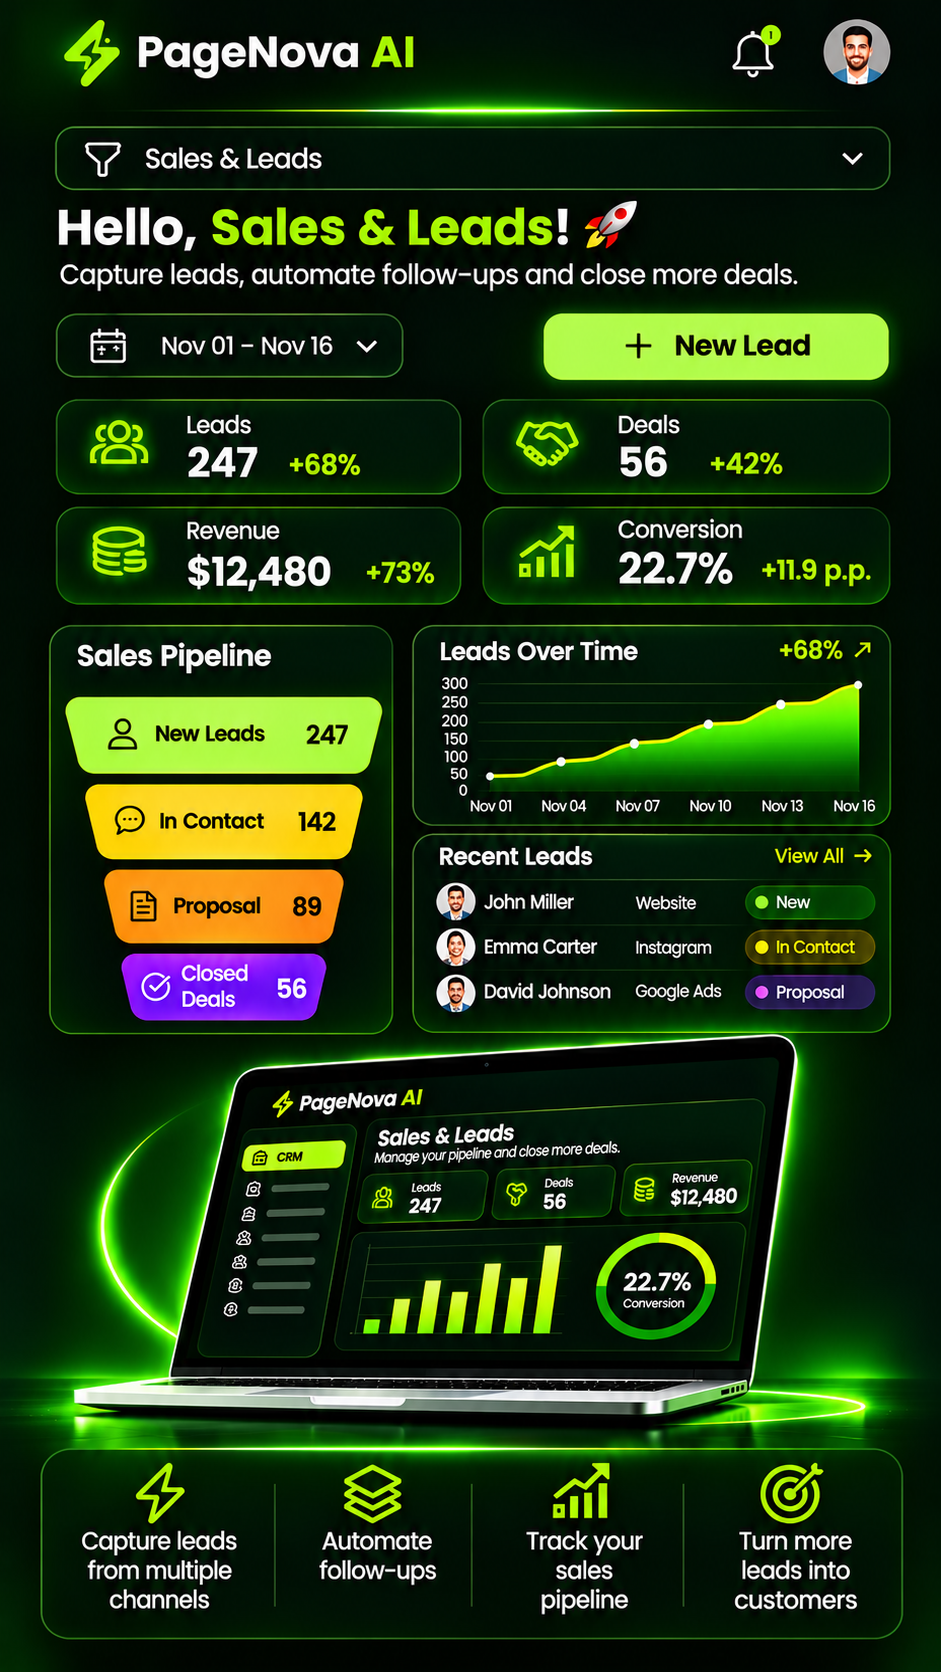 PageNova AI
Sales & Leads
Hello, Sales & Leads! 🚀
Capture leads, automate follow-ups and close more deals.
Nov 01 – Nov 16
+ New Lead
Leads
247 +68%
Deals
56 +42%
Revenue
$12,480 +73%
Conversion
22.7% +11.9 p.p.
Sales Pipeline
New Leads 247
In Contact 142
Proposal 89
Closed
Deals 56
Leads Over Time +68% ↗
300
250
200
150
100
50
0
Nov 01 Nov 04 Nov 07 Nov 10 Nov 13 Nov 16
Recent Leads View All →
John Miller Website New
Emma Carter Instagram In Contact
David Johnson Google Ads Proposal
PageNova AI
CRM
Sales & Leads
Manage your pipeline and close more deals.
Leads
247
Deals
56
Revenue
$12,480
22.7%
Conversion
Capture leads
from multiple
channels
Automate
follow-ups
Track your
sales
pipeline
Turn more
leads into
customers